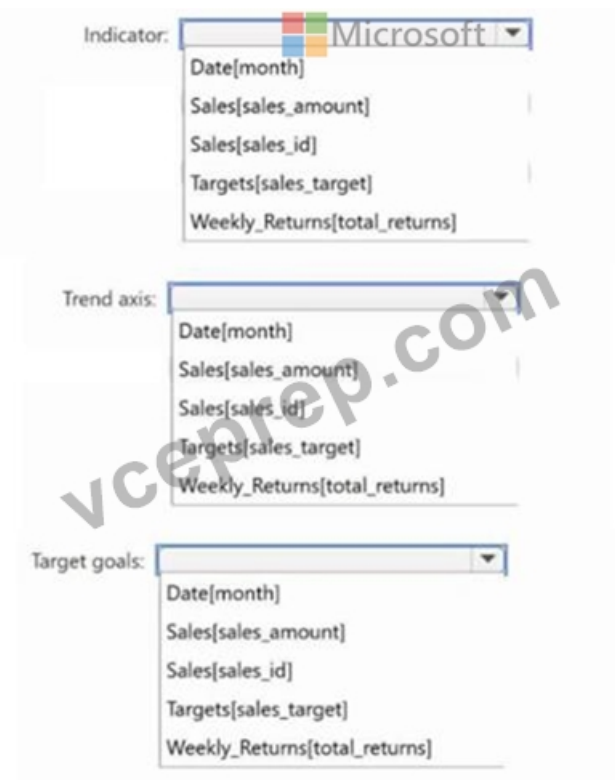 Indicator:
Microsoft
Date[month]
Sales[sales_amount]
Sales[sales_id]
Targets[sales_target]
Weekly_Returns[total_returns]
Trend axis:
Date[month]
Sales[sales_amount]
Sales[sales_id]
Targets[sales_target]
Weekly_Returns[total_returns]
vceprep.com
Target goals:
Date[month]
Sales[sales_amount]
Sales[sales_id]
Targets[sales_target]
Weekly_Returns[total_returns]